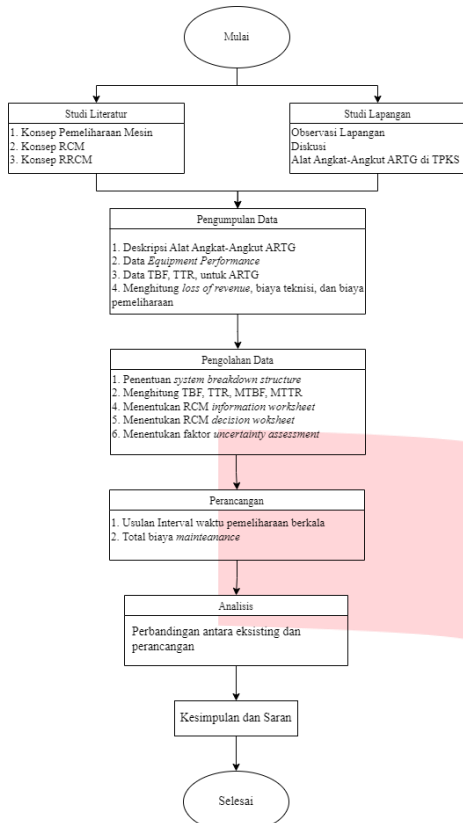 Mulai
Studi Literatur
1. Konsep Pemeliharaan Mesin
2. Konsep RCM
3. Konsep RRCM
Studi Lapangan
Observasi Lapangan
Diskusi
Alat Angkat-Angkut ARTG di TPKS
Pengumpulan Data
1. Deskripsi Alat Angkat-Angkut ARTG
2. Data Equipment Performance
3. Data TBF, TTR, untuk ARTG
4. Menghitung loss of revenue, biaya teknisi, dan biaya
pemeliharaan
Pengolahan Data
1. Penentuan system breakdown structure
2. Menghitung TBF, TTR, MTBF, MTTR
4. Menentukan RCM information worksheet
5. Menentukan RCM decision woksheet
6. Menentukan faktor uncertainty assessment
Perancangan
1. Usulan Interval waktu pemeliharaan berkala
2. Total biaya mainteanance
Analisis
Perbandingan antara eksisting dan
perancangan
Kesimpulan dan Saran
Selesai